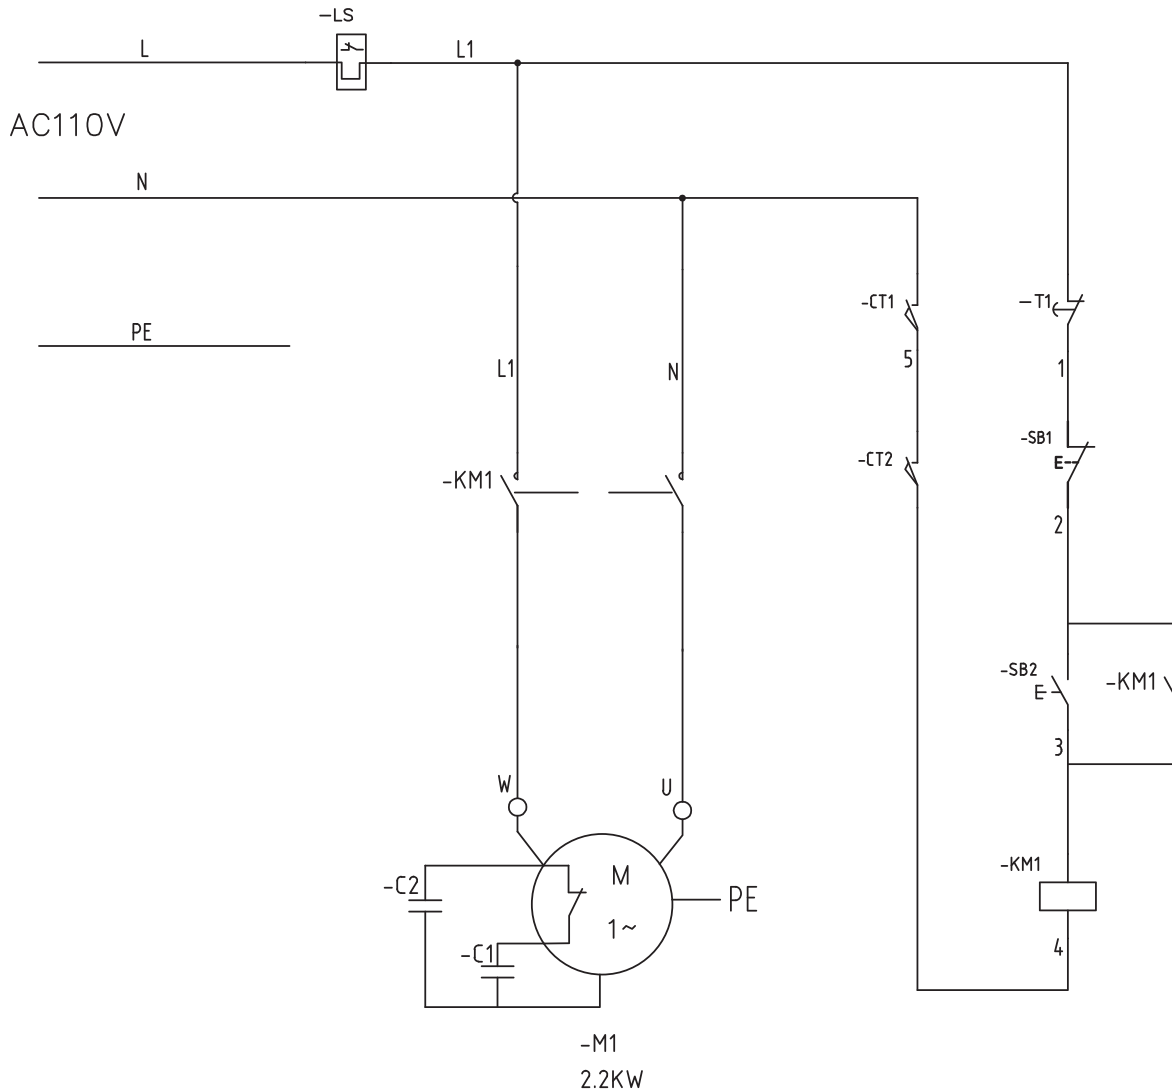 -LS
L
L1
AC110V
N
-CT1
-T1
PE
5
1
L1
N
-SB1
-CT2
-KM1
2
-SB2
-KM1
3
W
U
-KM1
M
-C2
PE
1~
-C1
4
-M1
2.2KW